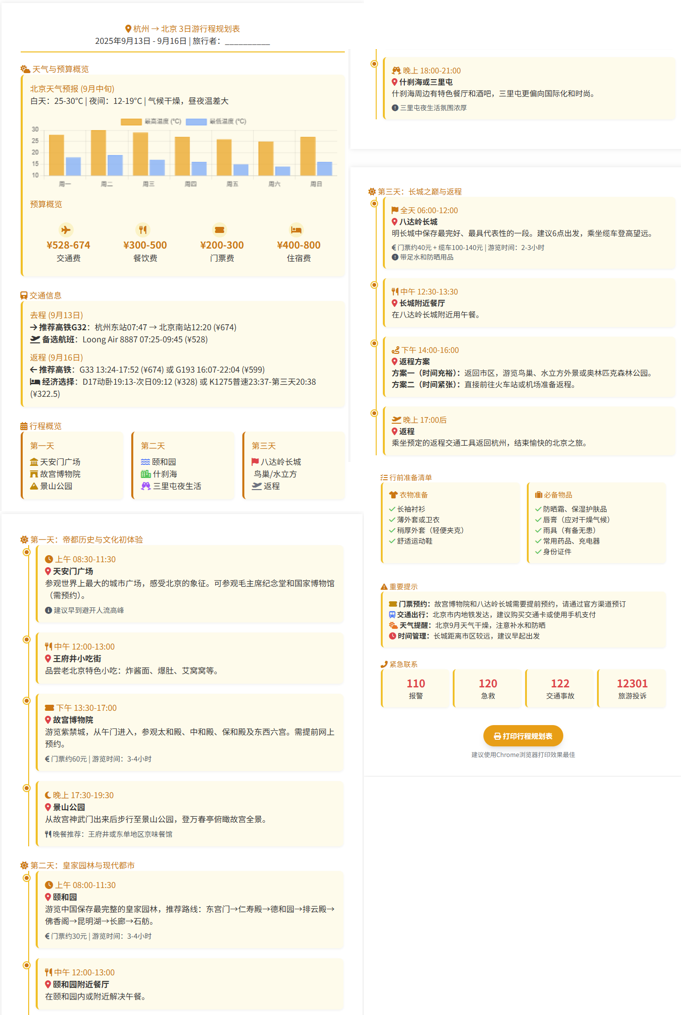 杭州 → 北京 3日游行程规划表
2025年9月13日 - 9月16日 | 旅行者：__________
天气与预算概览
北京天气预报 (9月中旬)
白天：25-30°C | 夜间：12-19°C | 气候干燥，昼夜温差大
最高温度 (°C) 最低温度 (°C)
30
25
20
15
10
周一 周二 周三 周四 周五 周六 周日
预算概览
¥528-674 ¥300-500 ¥200-300 ¥400-800
交通费 餐饮费 门票费 住宿费
交通信息
去程 (9月13日)
推荐高铁G32：杭州东站07:47 → 北京南站12:20 (¥674)
备选航班：Loong Air 8887 07:25-09:45 (¥528)
返程 (9月16日)
推荐高铁：G33 13:24-17:52 (¥674) 或 G193 16:07-22:04 (¥599)
经济选择：D17动卧19:13-次日09:12 (¥328) 或 K1275普速23:37-第三天20:38
(¥322.5)
行程概览
第一天
天安门广场
故宫博物院
景山公园
第二天
颐和园
什刹海
三里屯夜生活
第三天
八达岭长城
鸟巢/水立方
返程
第一天：帝都历史与文化初体验
上午 08:30-11:30
天安门广场
参观世界上最大的城市广场，感受北京的象征。可参观毛主席纪念堂和国家博物馆
（需预约）。
建议早到避开人流高峰
中午 12:00-13:00
王府井小吃街
品尝老北京特色小吃：炸酱面、爆肚、艾窝窝等。
下午 13:30-17:00
故宫博物院
游览紫禁城，从午门进入，参观太和殿、中和殿、保和殿及东西六宫。需提前网上
预约。
门票约60元 | 游览时间：3-4小时
晚上 17:30-19:30
景山公园
从故宫神武门出来后步行至景山公园，登万春亭俯瞰故宫全景。
晚餐推荐：王府井或东单地区京味餐馆
第二天：皇家园林与现代都市
上午 08:00-11:30
颐和园
游览中国保存最完整的皇家园林，推荐路线：东宫门→仁寿殿→德和园→排云殿→
佛香阁→昆明湖→长廊→石舫。
门票约30元 | 游览时间：3-4小时
中午 12:00-13:00
颐和园附近餐厅
在颐和园内或附近解决午餐。
晚上 18:00-21:00
什刹海或三里屯
什刹海周边有特色餐厅和酒吧，三里屯更偏向国际化和时尚。
三里屯夜生活氛围浓厚
第三天：长城之巅与返程
全天 06:00-12:00
八达岭长城
明长城中保存最完好、最具代表性的一段。建议6点出发，乘坐缆车登高望远。
门票约40元 + 缆车100-140元 | 游览时间：2-3小时
带足水和防晒用品
中午 12:30-13:30
长城附近餐厅
在八达岭长城附近用午餐。
下午 14:00-16:00
返程方案
方案一（时间充裕）：返回市区，游览鸟巢、水立方外景或奥林匹克森林公园。
方案二（时间紧张）：直接前往火车站或机场准备返程。
晚上 17:00后
返程
乘坐预定的返程交通工具返回杭州，结束愉快的北京之旅。
行前准备清单
衣物准备
长袖衬衫
薄外套或卫衣
稍厚外套（轻便夹克）
舒适运动鞋
必备物品
防晒霜、保湿护肤品
唇膏（应对干燥气候）
雨具（有备无患）
常用药品、充电器
身份证件
重要提示
门票预约：故宫博物院和八达岭长城需要提前预约，请通过官方渠道预订
交通出行：北京市内地铁发达，建议购买交通卡或使用手机支付
天气提醒：北京9月天气干燥，注意补水和防晒
时间管理：长城距离市区较远，建议早起出发
紧急联系
110 120 122 12301
报警 急救 交通事故 旅游投诉
打印行程规划表
建议使用Chrome浏览器打印效果最佳